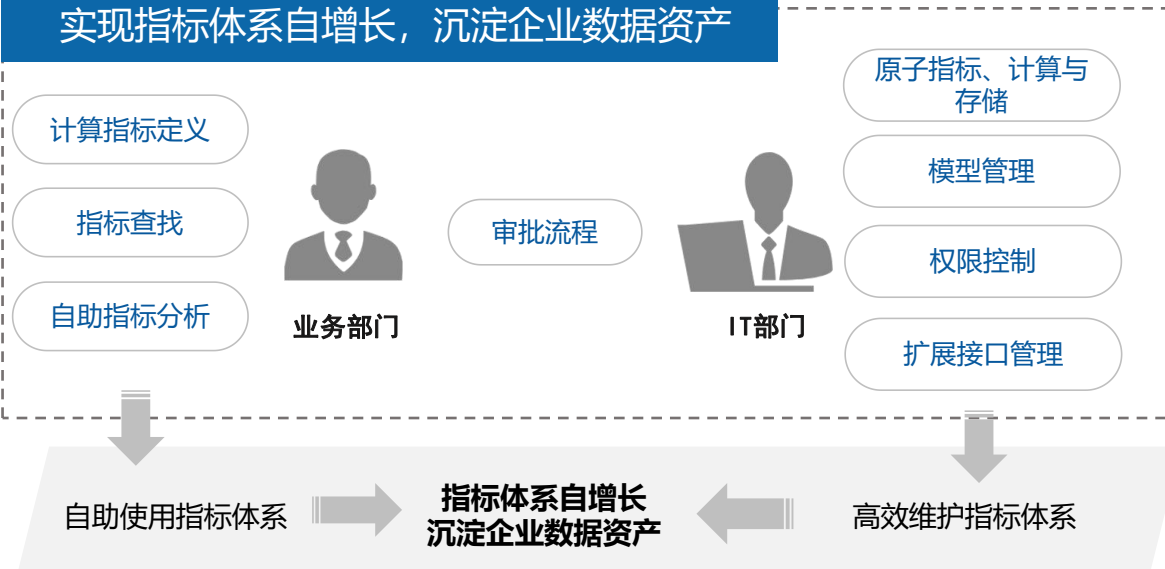 实现指标体系自增长，沉淀企业数据资产
计算指标定义
指标查找
自助指标分析
业务部门
审批流程
IT部门
原子指标、计算与
存储
模型管理
权限控制
扩展接口管理
自助使用指标体系
指标体系自增长
沉淀企业数据资产
高效维护指标体系